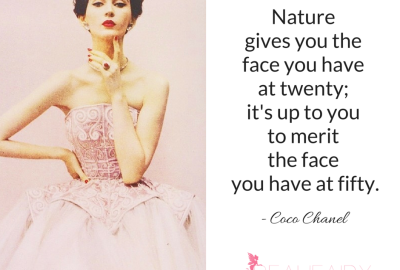 Nature
gives you the
face you have
at twenty;
it's up to you
to merit
the face
you have at fifty.
- Coco Chanel